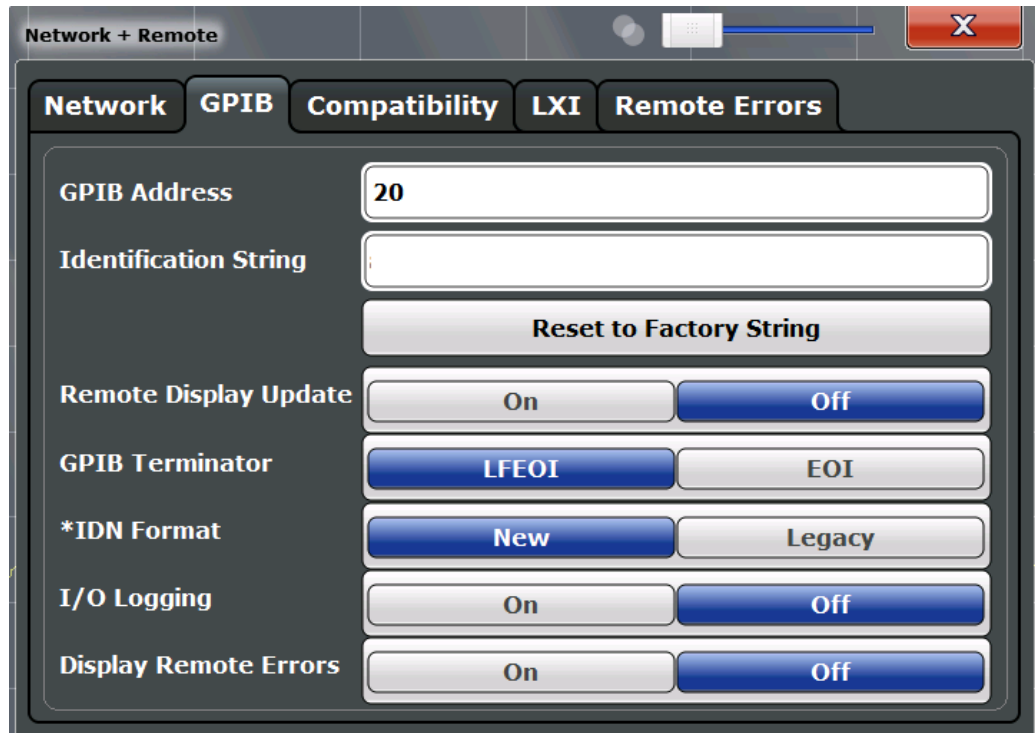 Network + Remote
X
Network GPIB Compatibility LXI Remote Errors
GPIB Address 20
Identification String
Reset to Factory String
Remote Display Update On Off
GPIB Terminator LFEOI EOI
*IDN Format New Legacy
I/O Logging On Off
Display Remote Errors On Off